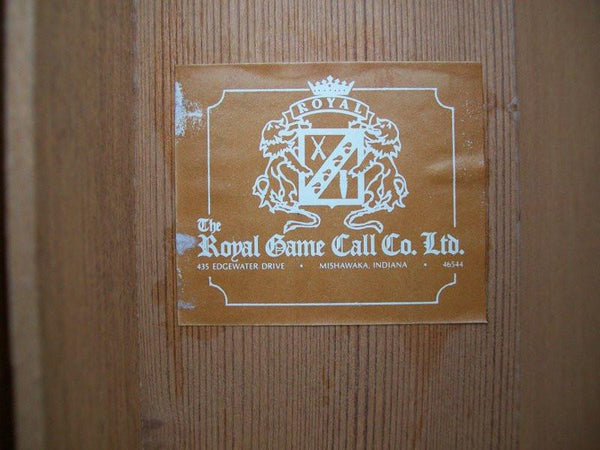 ROYAL
The
Royal Game Call Co. Ltd.
435 EDGEWATER DRIVE • MISHAWAKA, INDIANA • 46544